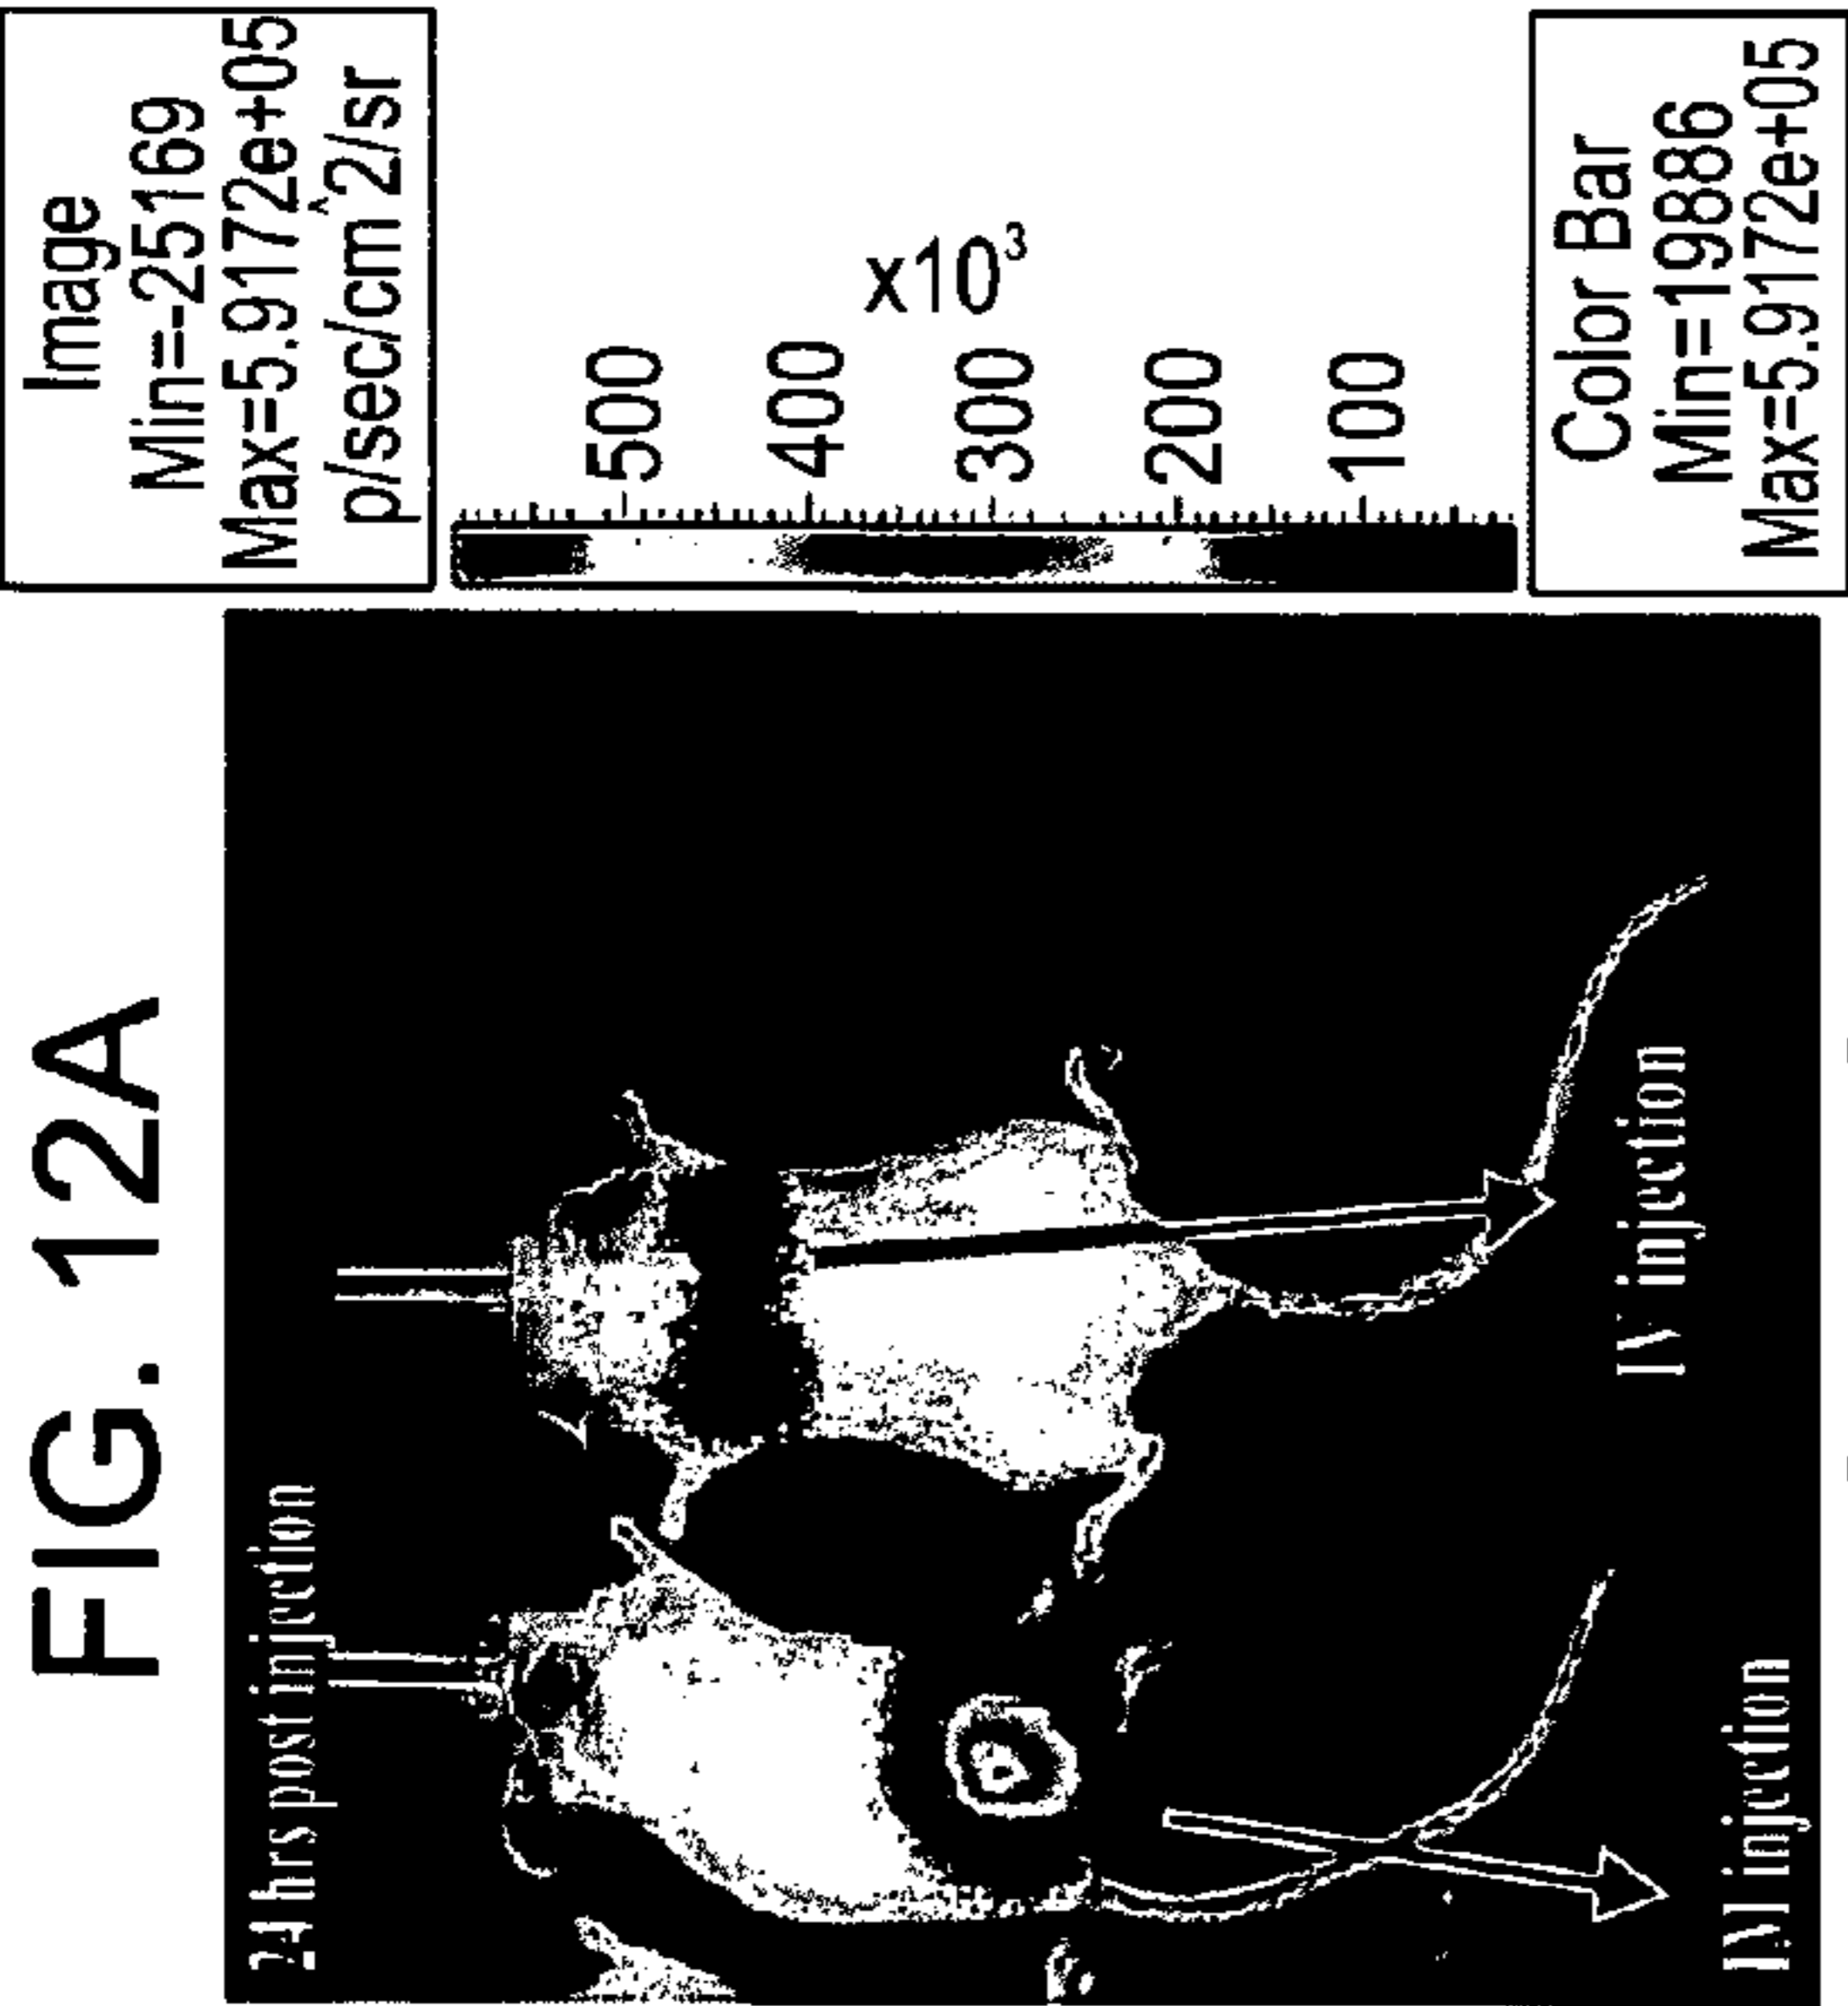 FIG. 12A
24 hrs post injection
IM injection
IV injection
Image
Min=-25169
Max=5.9172e+05
p/sec/cm^2/sr
500
400
x10³
300
200
100
Color Bar
Min=19886
Max=5.9172e+05